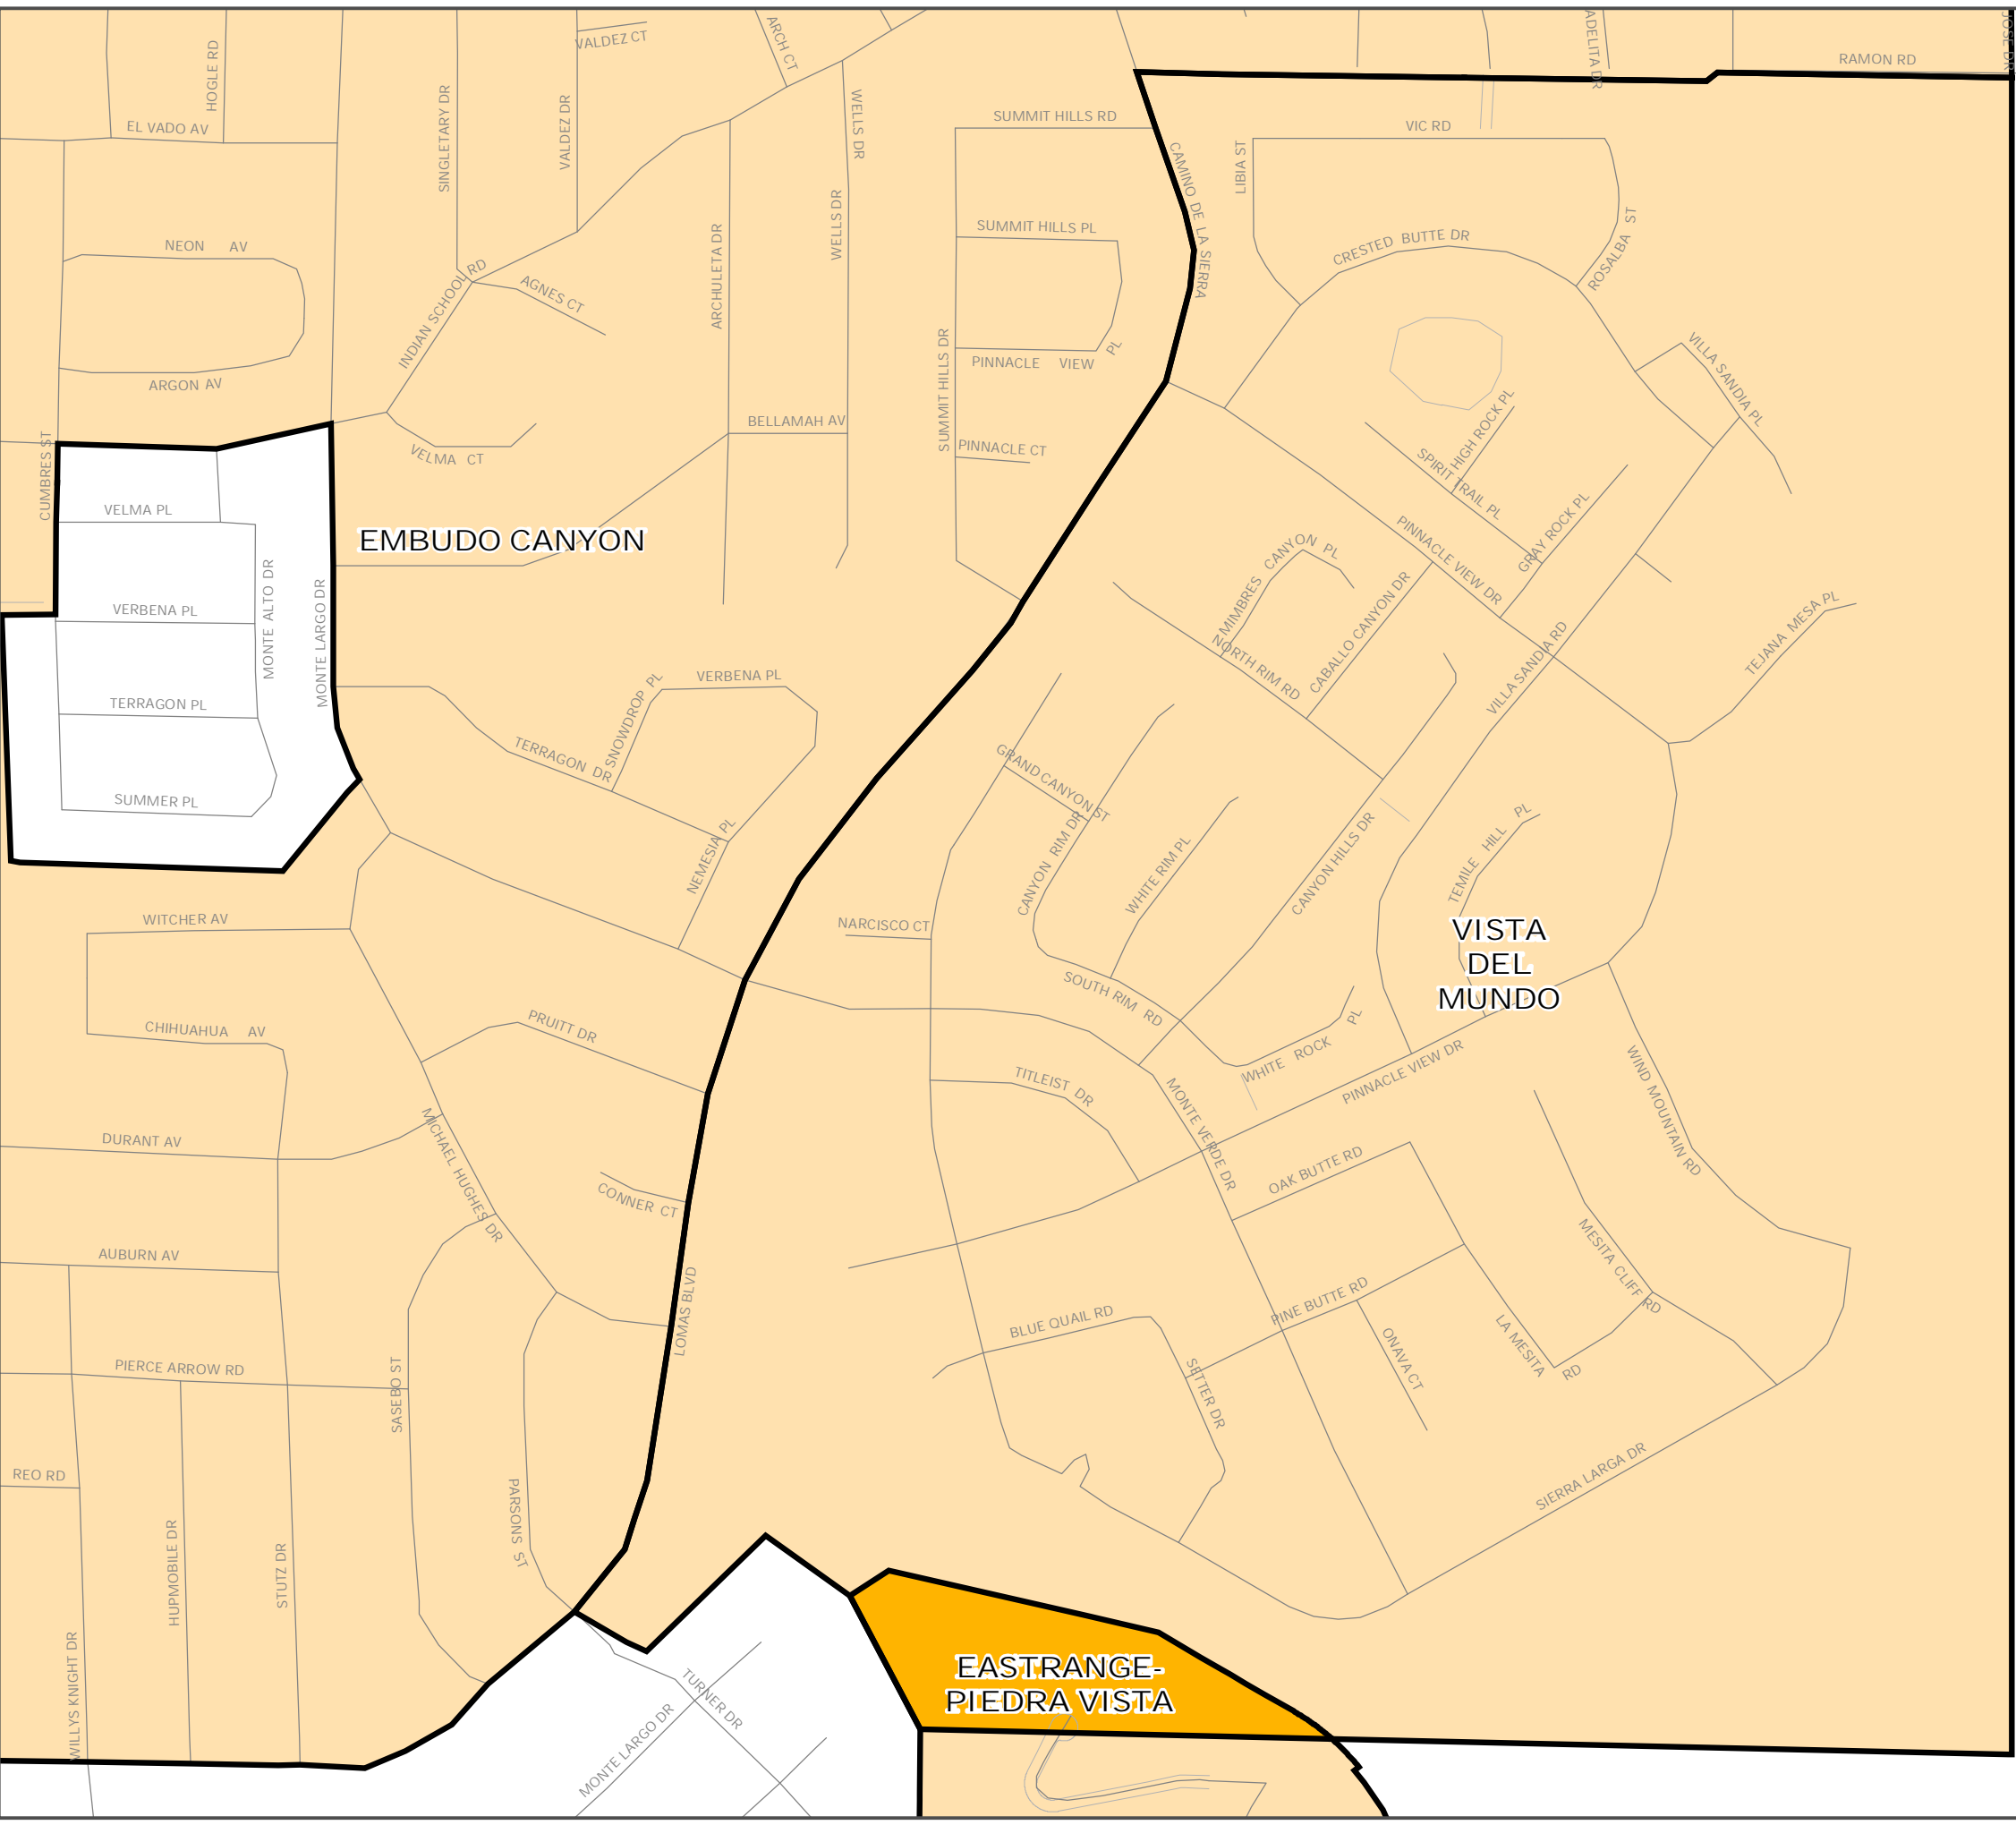 VALDEZ CT
ARCH CT
HOGLE RD
ADELITA DR
JOSE DR
RAMON RD
EL VADO AV
SINGLETARY DR
VALDEZ DR
WELLS DR
SUMMIT HILLS RD
VIC RD
LIBIA ST
CAMINO DE LA SIERRA
NEON AV
INDIAN SCHOOL RD
AGNES CT
ARCHULETA DR
WELLS DR
SUMMIT HILLS PL
CRESTED BUTTE DR
ROSALBA ST
ARGON AV
PINNACLE VIEW PL
SUMMIT HILLS DR
VILLA SANDIA PL
BELLAMAH AV
VELMA CT
PINNACLE CT
HIGH ROCK PL
SPIRIT TRAIL PL
CUMBRES ST
VELMA PL
EMBUDO CANYON
GRAY ROCK PL
PINNACLE VIEW DR
MIMBRES CANYON PL
CABALLO CANYON DR
VERBENA PL
MONTE ALTO DR
MONTE LARGO DR
NORTH RIM RD
VILLA SANDIA RD
TEJANA MESA PL
TERRAGON PL
SNOWDROP PL
VERBENA PL
TERRAGON DR
GRAND CANYON ST
SUMMER PL
NEMESIA PL
CANYON RIM DR
WHITE RIM PL
CANYON HILLS DR
TEMILE HILL PL
WITCHER AV
NARCISCO CT
VISTA
DEL
MUNDO
CHIHUAHUA AV
PRUITT DR
SOUTH RIM RD
WHITE ROCK PL
TITLEIST DR
PINNACLE VIEW DR
MONTE VERDE DR
WIND MOUNTAIN RD
DURANT AV
MICHAEL HUGHES DR
CONNER CT
OAK BUTTE RD
AUBURN AV
MESITA CLIFF RD
LOMAS BLVD
BLUE QUAIL RD
PINE BUTTE RD
LA MESITA RD
ONAVA CT
PIERCE ARROW RD
SASEBO ST
SETTER DR
REO RD
SIERRA LARGA DR
PARSONS ST
HUPMOBILE DR
STUTZ DR
WILLYS KNIGHT DR
EASTRANGE-
PIEDRA VISTA
TURNER DR
MONTE LARGO DR